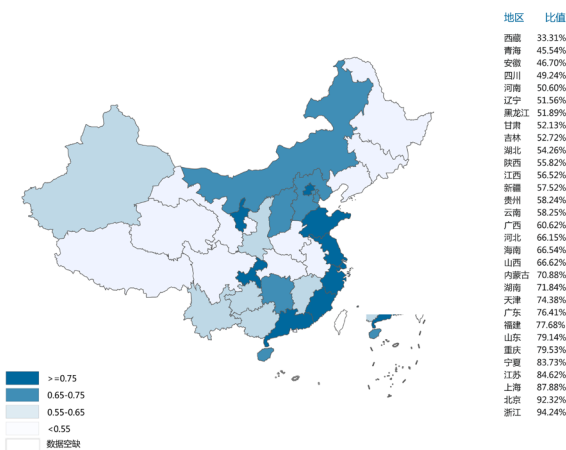 地区 比值
西藏 33.31%
青海 45.54%
安徽 46.70%
四川 49.24%
河南 50.60%
辽宁 51.56%
黑龙江 51.89%
甘肃 52.13%
吉林 52.72%
湖北 54.26%
陕西 55.82%
江西 56.52%
新疆 57.52%
贵州 58.24%
云南 58.25%
广西 60.62%
河北 66.15%
海南 66.54%
山西 66.62%
内蒙古 70.88%
湖南 71.84%
天津 74.38%
广东 76.41%
福建 77.68%
山东 79.14%
重庆 79.53%
宁夏 83.73%
江苏 84.62%
上海 87.88%
北京 92.32%
浙江 94.24%
>=0.75
0.65-0.75
0.55-0.65
<0.55
数据空缺